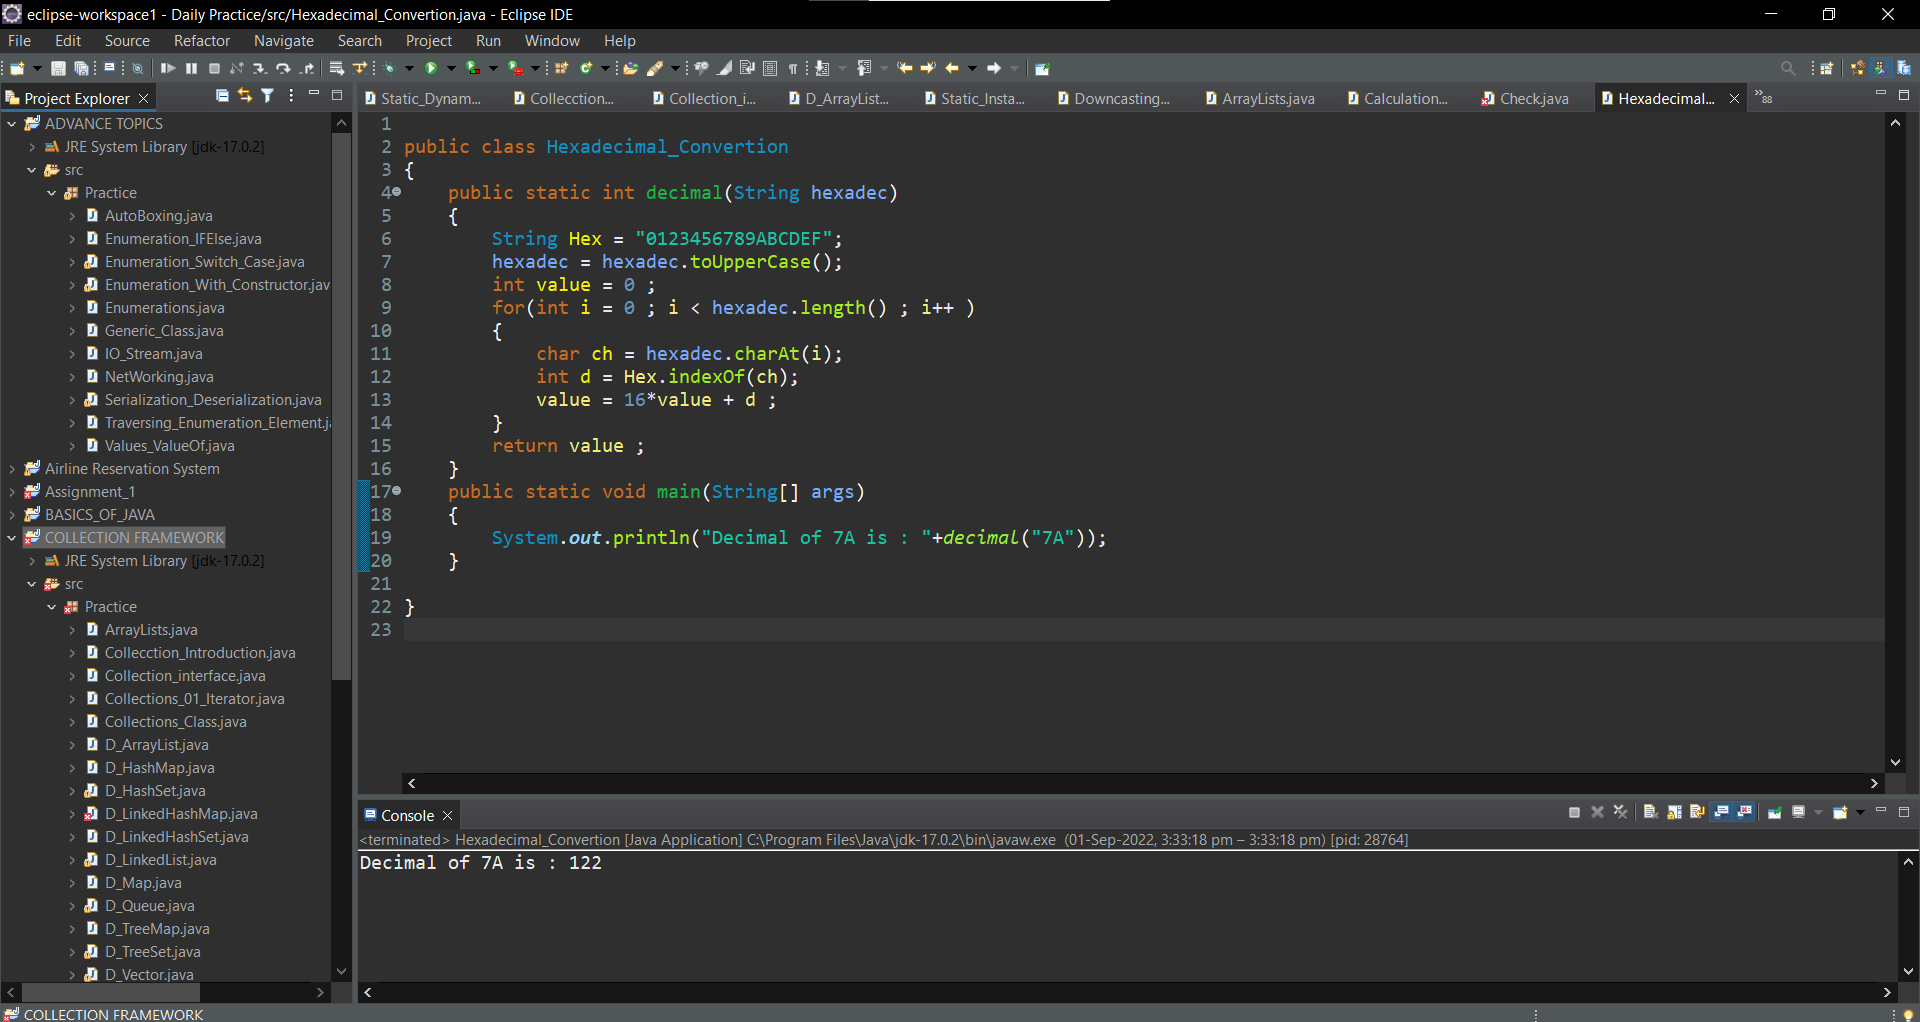 eclipse-workspace1 - Daily Practice/src/Hexadecimal_Convertion.java - Eclipse IDE
File Edit Source Refactor Navigate Search Project Run Window Help
Project Explorer
Static_Dynam... Collecction... Collection_i... D_ArrayList... Static_Insta... Downcasting... ArrayLists.java Calculation... Check.java Hexadecimal... 88
ADVANCE TOPICS
JRE System Library [jdk-17.0.2]
src
Practice
AutoBoxing.java
Enumeration_IFElse.java
Enumeration_Switch_Case.java
Enumeration_With_Constructor.jav
Enumerations.java
Generic_Class.java
IO_Stream.java
NetWorking.java
Serialization_Deserialization.java
Traversing_Enumeration_Element.ja
Values_ValueOf.java
Airline Reservation System
Assignment_1
BASICS_OF_JAVA
COLLECTION FRAMEWORK
JRE System Library [jdk-17.0.2]
src
Practice
ArrayLists.java
Collecction_Introduction.java
Collection_interface.java
Collections_01_Iterator.java
Collections_Class.java
D_ArrayList.java
D_HashMap.java
D_HashSet.java
D_LinkedHashMap.java
D_LinkedHashSet.java
D_LinkedList.java
D_Map.java
D_Queue.java
D_TreeMap.java
D_TreeSet.java
D_Vector.java
1
2 public class Hexadecimal_Convertion
3 {
4 public static int decimal(String hexadec)
5 {
6 String Hex = "0123456789ABCDEF";
7 hexadec = hexadec.toUpperCase();
8 int value = 0 ;
9 for(int i = 0 ; i < hexadec.length() ; i++ )
10 {
11 char ch = hexadec.charAt(i);
12 int d = Hex.indexOf(ch);
13 value = 16*value + d ;
14 }
15 return value ;
16 }
17 public static void main(String[] args)
18 {
19 System.out.println("Decimal of 7A is : "+decimal("7A"));
20 }
21
22 }
23
Console
<terminated> Hexadecimal_Convertion [Java Application] C:\Program Files\Java\jdk-17.0.2\bin\javaw.exe (01-Sep-2022, 3:33:18 pm – 3:33:18 pm) [pid: 28764]
Decimal of 7A is : 122
COLLECTION FRAMEWORK